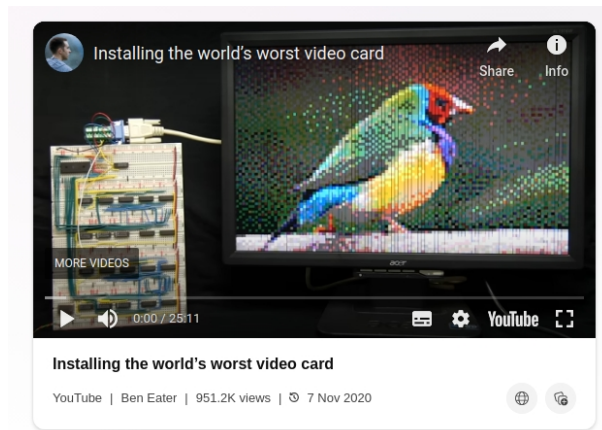 Installing the world's worst video card
Share
Info
acer
MORE VIDEOS
0:00 / 25:11
YouTube
Installing the world's worst video card
YouTube | Ben Eater | 951.2K views | 7 Nov 2020